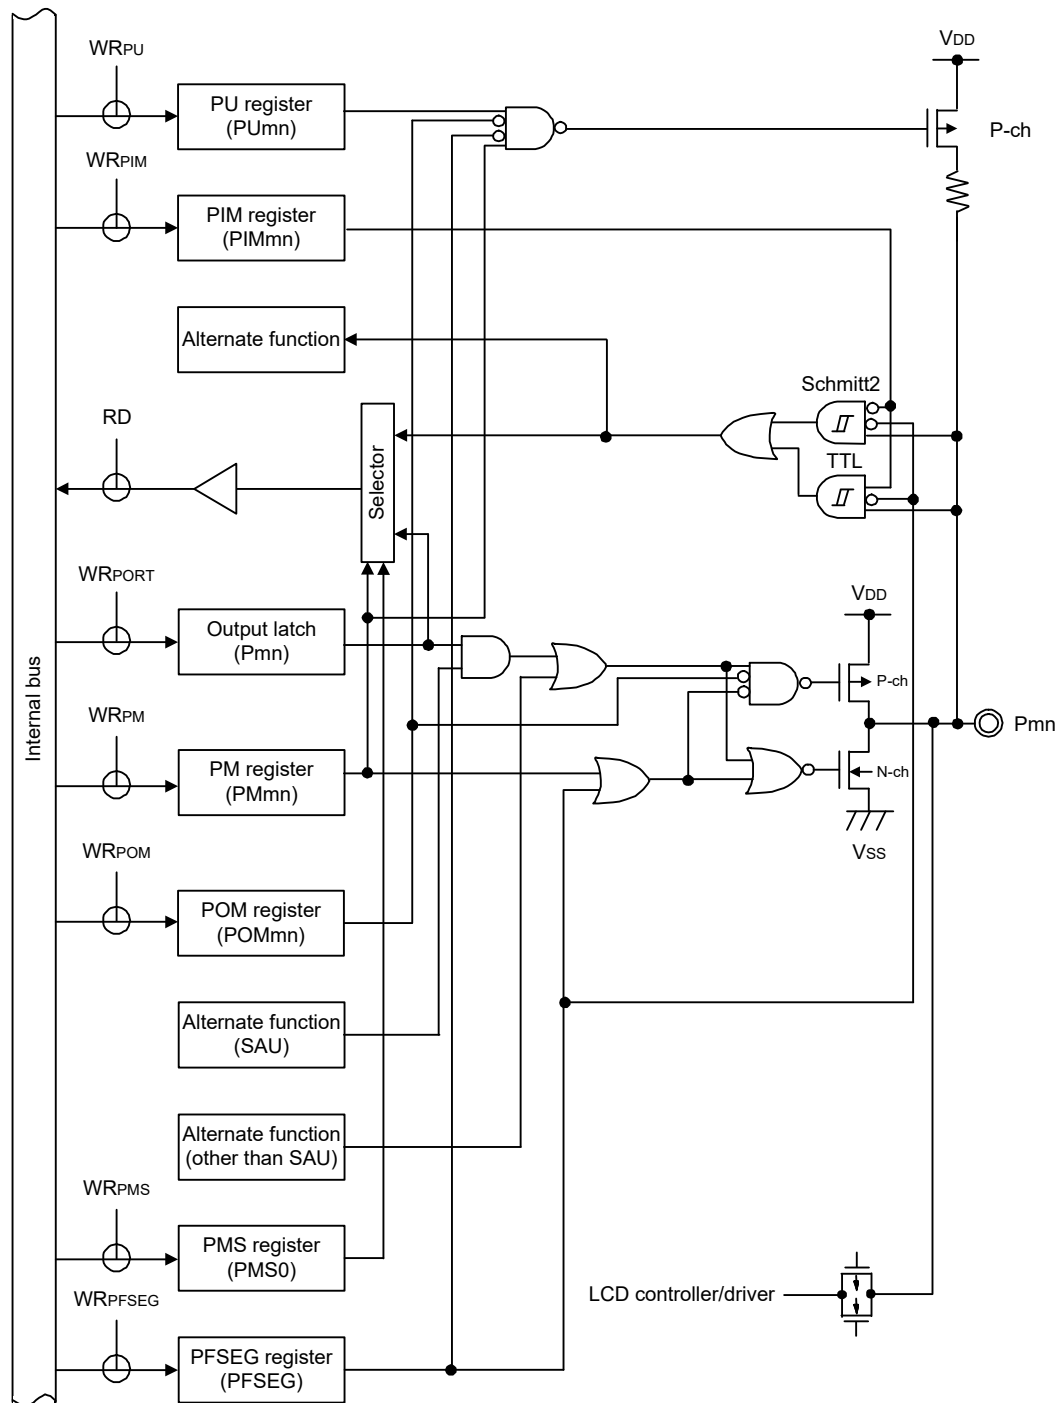 VDD
WRPU
PU register
(PUmn)
P-ch
WRPIM
PIM register
(PIMmn)
Alternate function
Schmitt2
RD
TTL
Selector
WRPORT
VDD
Output latch
(Pmn)
P-ch
Internal bus
WRPM
Pmn
PM register
(PMmn)
N-ch
VSS
WRPOM
POM register
(POMmn)
Alternate function
(SAU)
Alternate function
(other than SAU)
WRPMS
PMS register
(PMS0)
LCD controller/driver
WRPFSEG
PFSEG register
(PFSEG)